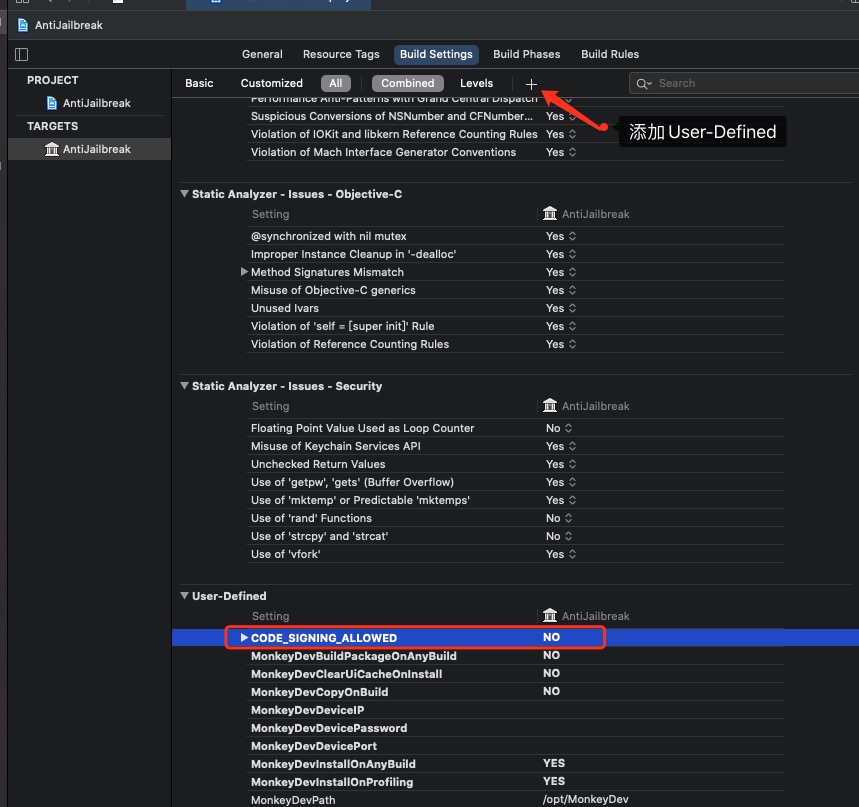 AntiJailbreak
General Resource Tags Build Settings Build Phases Build Rules
PROJECT
AntiJailbreak
TARGETS
AntiJailbreak
Basic Customized All Combined Levels + Search
添加User-Defined
Performance Anti-Patterns with Grand Central Dispatch
Suspicious Conversions of NSNumber and CFNumber... Yes
Violation of IOKit and libkern Reference Counting Rules Yes
Violation of Mach Interface Generator Conventions Yes
Static Analyzer - Issues - Objective-C
Setting AntiJailbreak
@synchronized with nil mutex Yes
Improper Instance Cleanup in '-dealloc' Yes
Method Signatures Mismatch Yes
Misuse of Objective-C generics Yes
Unused Ivars Yes
Violation of 'self = [super init]' Rule Yes
Violation of Reference Counting Rules Yes
Static Analyzer - Issues - Security
Setting AntiJailbreak
Floating Point Value Used as Loop Counter No
Misuse of Keychain Services API Yes
Unchecked Return Values Yes
Use of 'getpw', 'gets' (Buffer Overflow) Yes
Use of 'mktemp' or Predictable 'mktemps' Yes
Use of 'rand' Functions No
Use of 'strcpy' and 'strcat' No
Use of 'vfork' Yes
User-Defined
Setting AntiJailbreak
CODE_SIGNING_ALLOWED NO
MonkeyDevBuildPackageOnAnyBuild NO
MonkeyDevClearUiCacheOnInstall NO
MonkeyDevCopyOnBuild NO
MonkeyDevDeviceIP
MonkeyDevDevicePassword
MonkeyDevDevicePort
MonkeyDevInstallOnAnyBuild YES
MonkeyDevInstallOnProfiling YES
MonkeyDevPath /opt/MonkeyDev